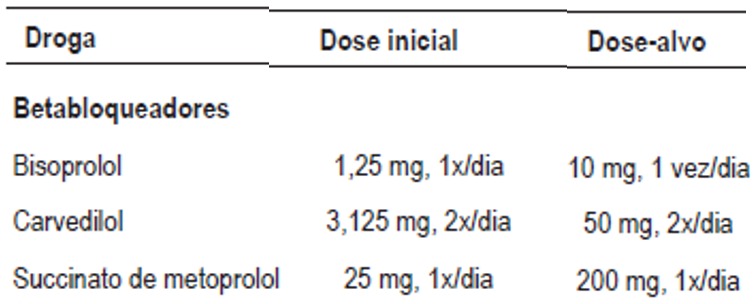 Droga Dose inicial Dose-alvo
Betabloqueadores
Bisoprolol 1,25 mg, 1x/dia 10 mg, 1 vez/dia
Carvedilol 3,125 mg, 2x/dia 50 mg, 2x/dia
Succinato de metoprolol 25 mg, 1x/dia 200 mg, 1x/dia